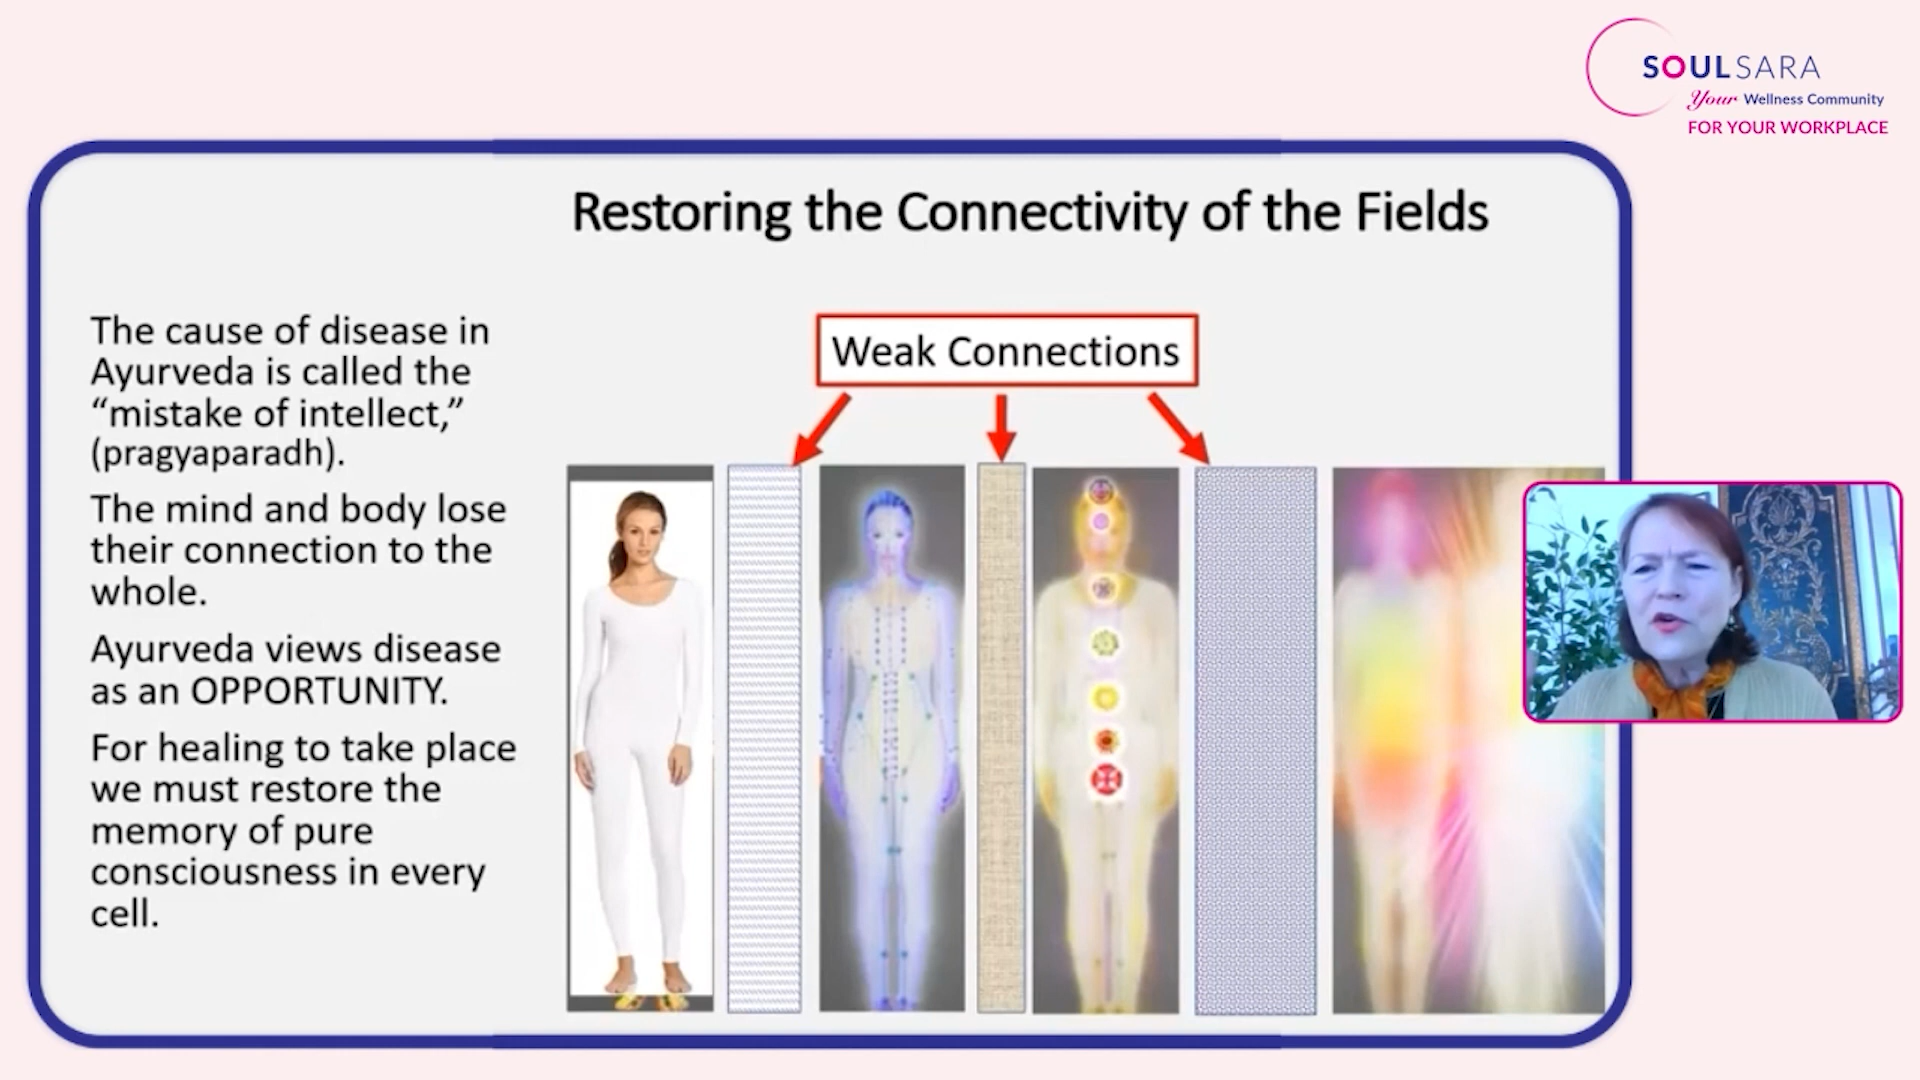 SOULSARA
Your Wellness Community
FOR YOUR WORKPLACE
Restoring the Connectivity of the Fields
The cause of disease in
Ayurveda is called the
“mistake of intellect,”
(pragyaparadh).
The mind and body lose
their connection to the
whole.
Ayurveda views disease
as an OPPORTUNITY.
For healing to take place
we must restore the
memory of pure
consciousness in every
cell.
Weak Connections